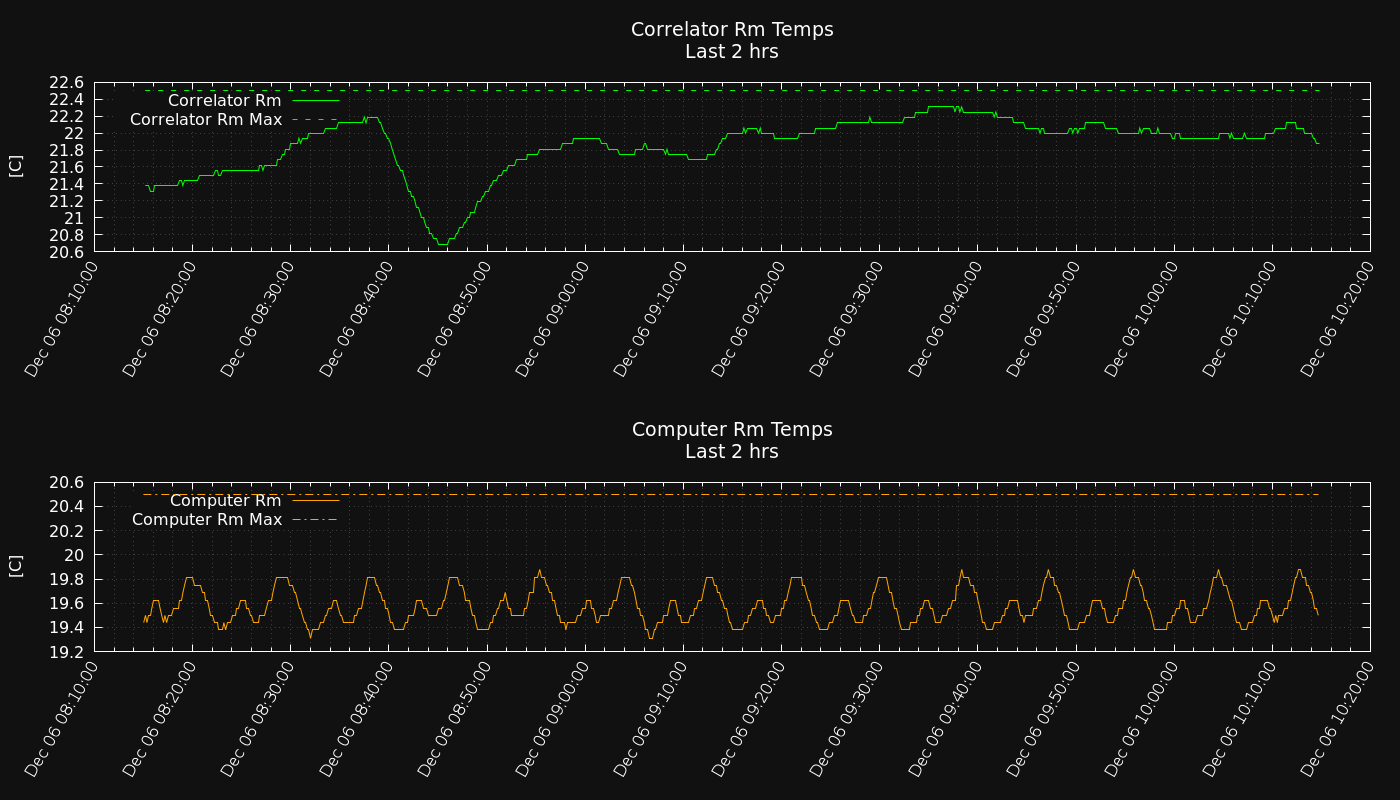 Correlator Rm Temps
Last 2 hrs
22.6
22.4
22.2
22
21.8
21.6
21.4
21.2
21
20.8
20.6
[C]
Correlator Rm
Correlator Rm Max
Dec 06 08:10:00
Dec 06 08:20:00
Dec 06 08:30:00
Dec 06 08:40:00
Dec 06 08:50:00
Dec 06 09:00:00
Dec 06 09:10:00
Dec 06 09:20:00
Dec 06 09:30:00
Dec 06 09:40:00
Dec 06 09:50:00
Dec 06 10:00:00
Dec 06 10:10:00
Dec 06 10:20:00
Computer Rm Temps
Last 2 hrs
20.6
20.4
20.2
20
19.8
19.6
19.4
19.2
[C]
Computer Rm
Computer Rm Max
Dec 06 08:10:00
Dec 06 08:20:00
Dec 06 08:30:00
Dec 06 08:40:00
Dec 06 08:50:00
Dec 06 09:00:00
Dec 06 09:10:00
Dec 06 09:20:00
Dec 06 09:30:00
Dec 06 09:40:00
Dec 06 09:50:00
Dec 06 10:00:00
Dec 06 10:10:00
Dec 06 10:20:00